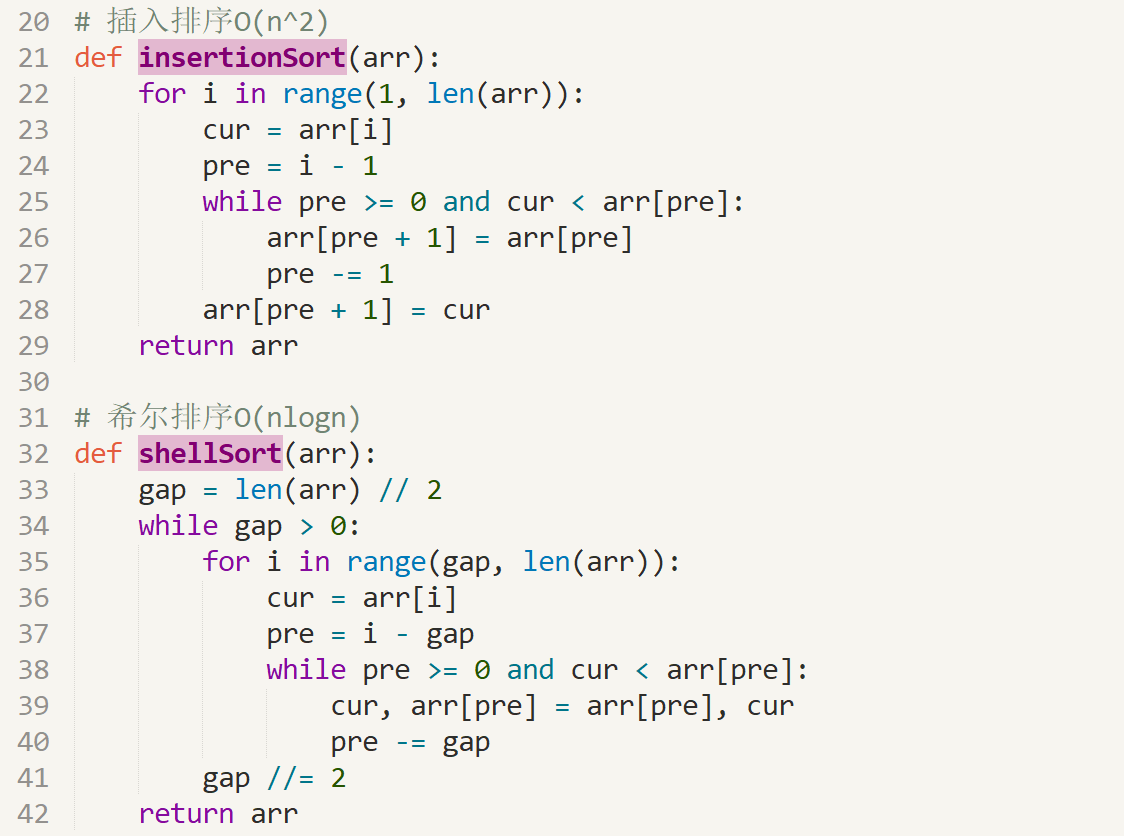 20 # 插入排序O(n^2)
21 def insertionSort(arr):
22     for i in range(1, len(arr)):
23         cur = arr[i]
24         pre = i - 1
25         while pre >= 0 and cur < arr[pre]:
26             arr[pre + 1] = arr[pre]
27             pre -= 1
28         arr[pre + 1] = cur
29     return arr
30
31 # 希尔排序O(nlogn)
32 def shellSort(arr):
33     gap = len(arr) // 2
34     while gap > 0:
35         for i in range(gap, len(arr)):
36             cur = arr[i]
37             pre = i - gap
38             while pre >= 0 and cur < arr[pre]:
39                 cur, arr[pre] = arr[pre], cur
40                 pre -= gap
41         gap //= 2
42     return arr